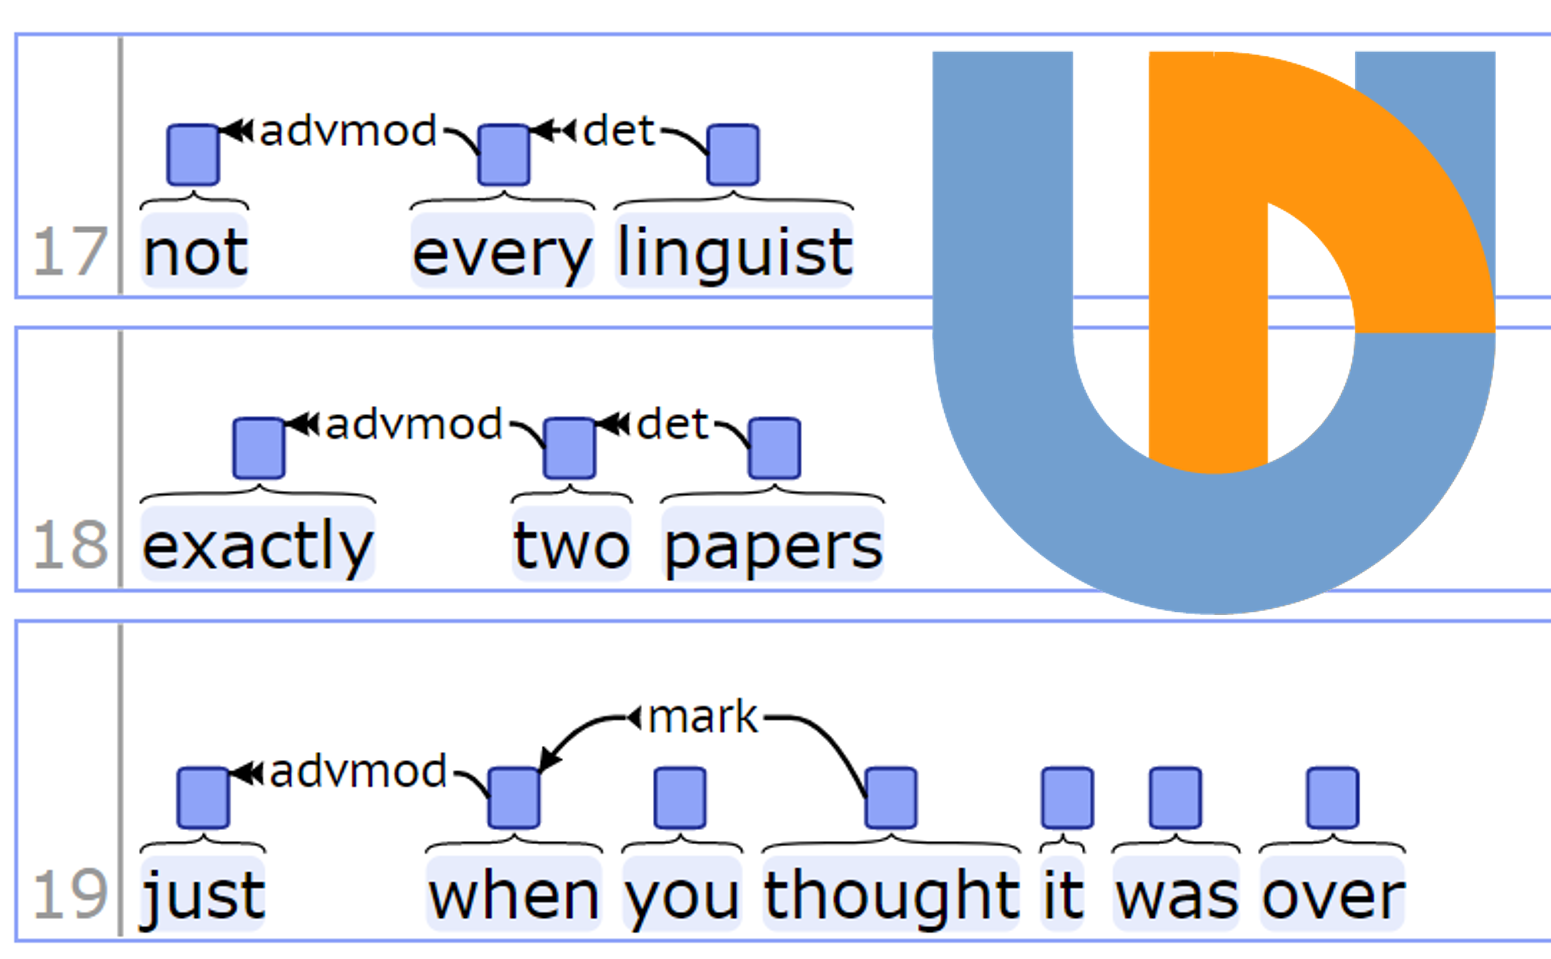 advmod det
17 not every linguist
advmod det
18 exactly two papers
mark
advmod
19 just when you thought it was over
UD